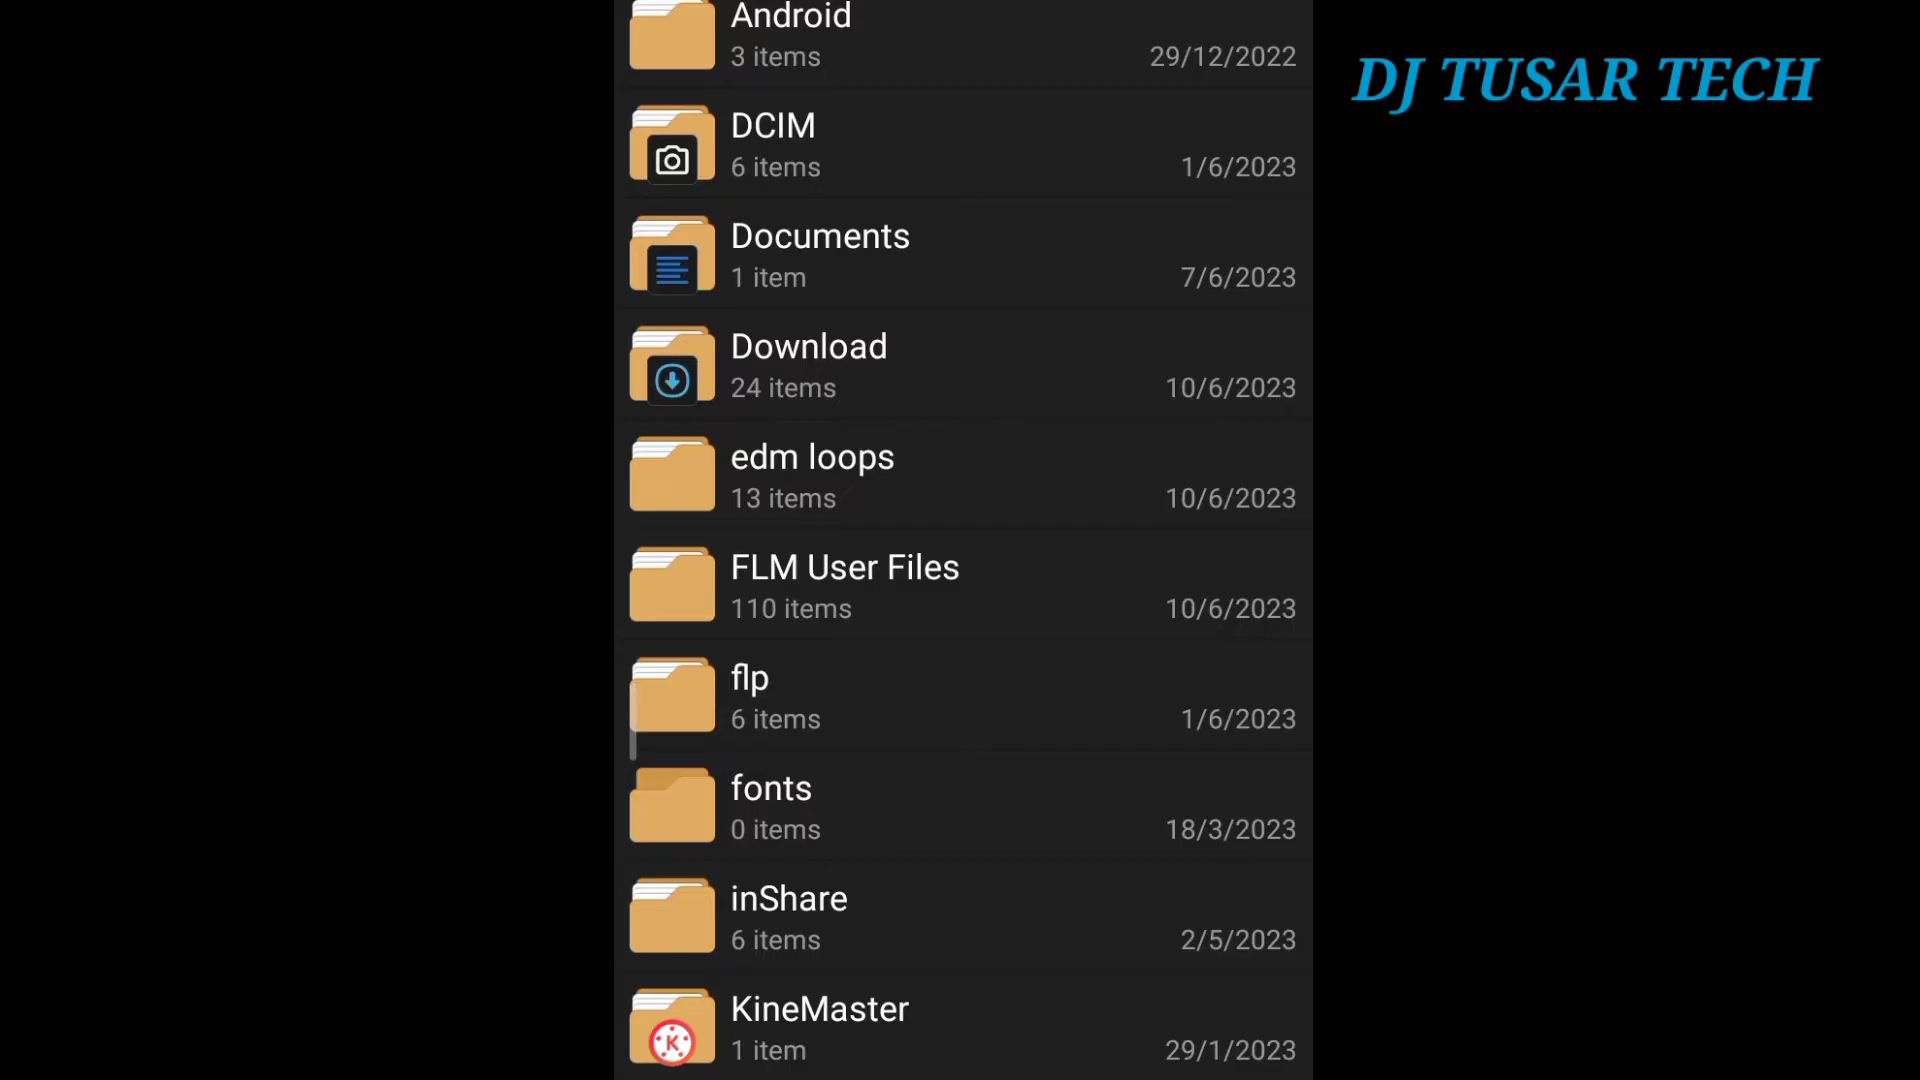 Android
3 items
29/12/2022
DJ TUSAR TECH
DCIM
6 items
1/6/2023
Documents
1 item
7/6/2023
Download
24 items
10/6/2023
edm loops
13 items
10/6/2023
FLM User Files
110 items
10/6/2023
flp
6 items
1/6/2023
fonts
0 items
18/3/2023
inShare
6 items
2/5/2023
KineMaster
K
1 item
29/1/2023